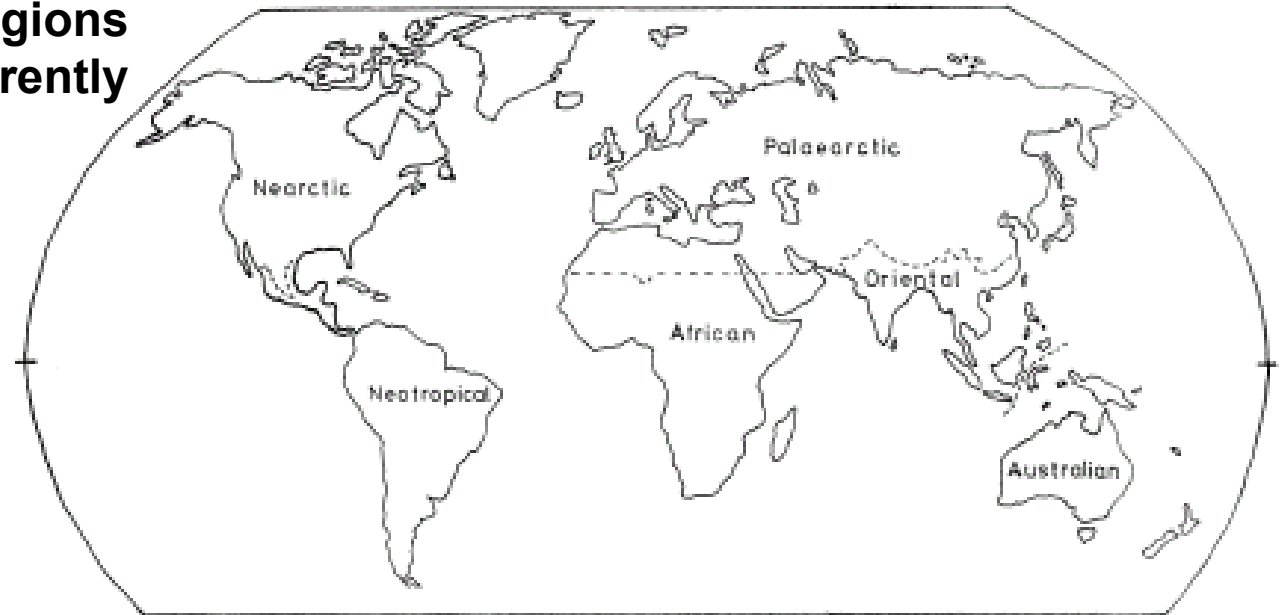 gions
rently
Palaearctic
Nearctic
Oriental
African
Neotropical
Australian